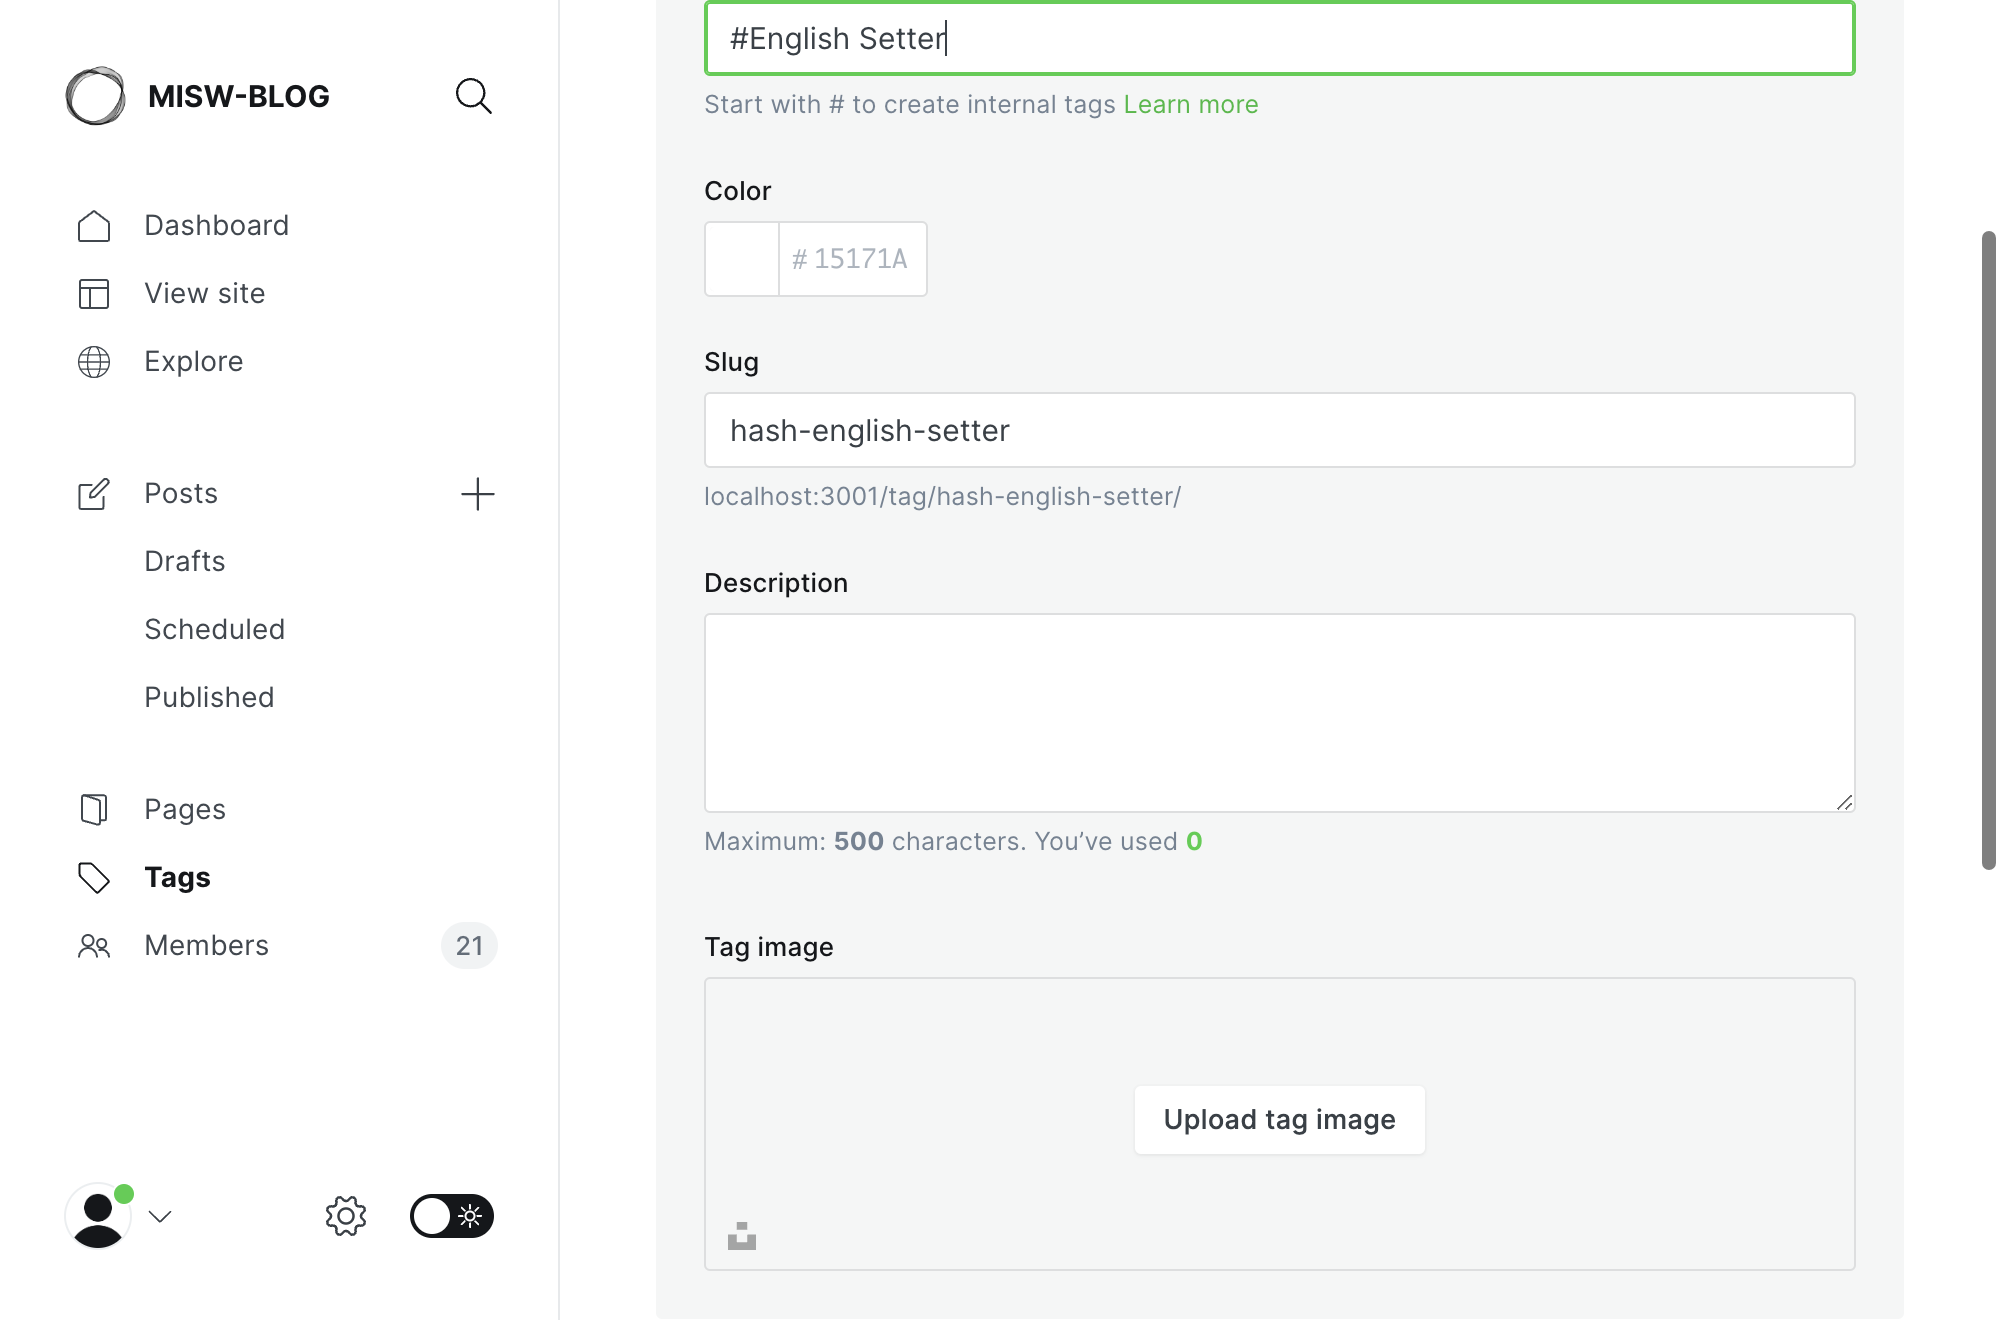 MISW-BLOG
Dashboard
View site
Explore
Posts
Drafts
Scheduled
Published
Pages
Tags
Members 21
#English Setter
Start with # to create internal tags Learn more
Color
# 15171A
Slug
hash-english-setter
localhost:3001/tag/hash-english-setter/
Description
Maximum: 500 characters. You’ve used 0
Tag image
Upload tag image